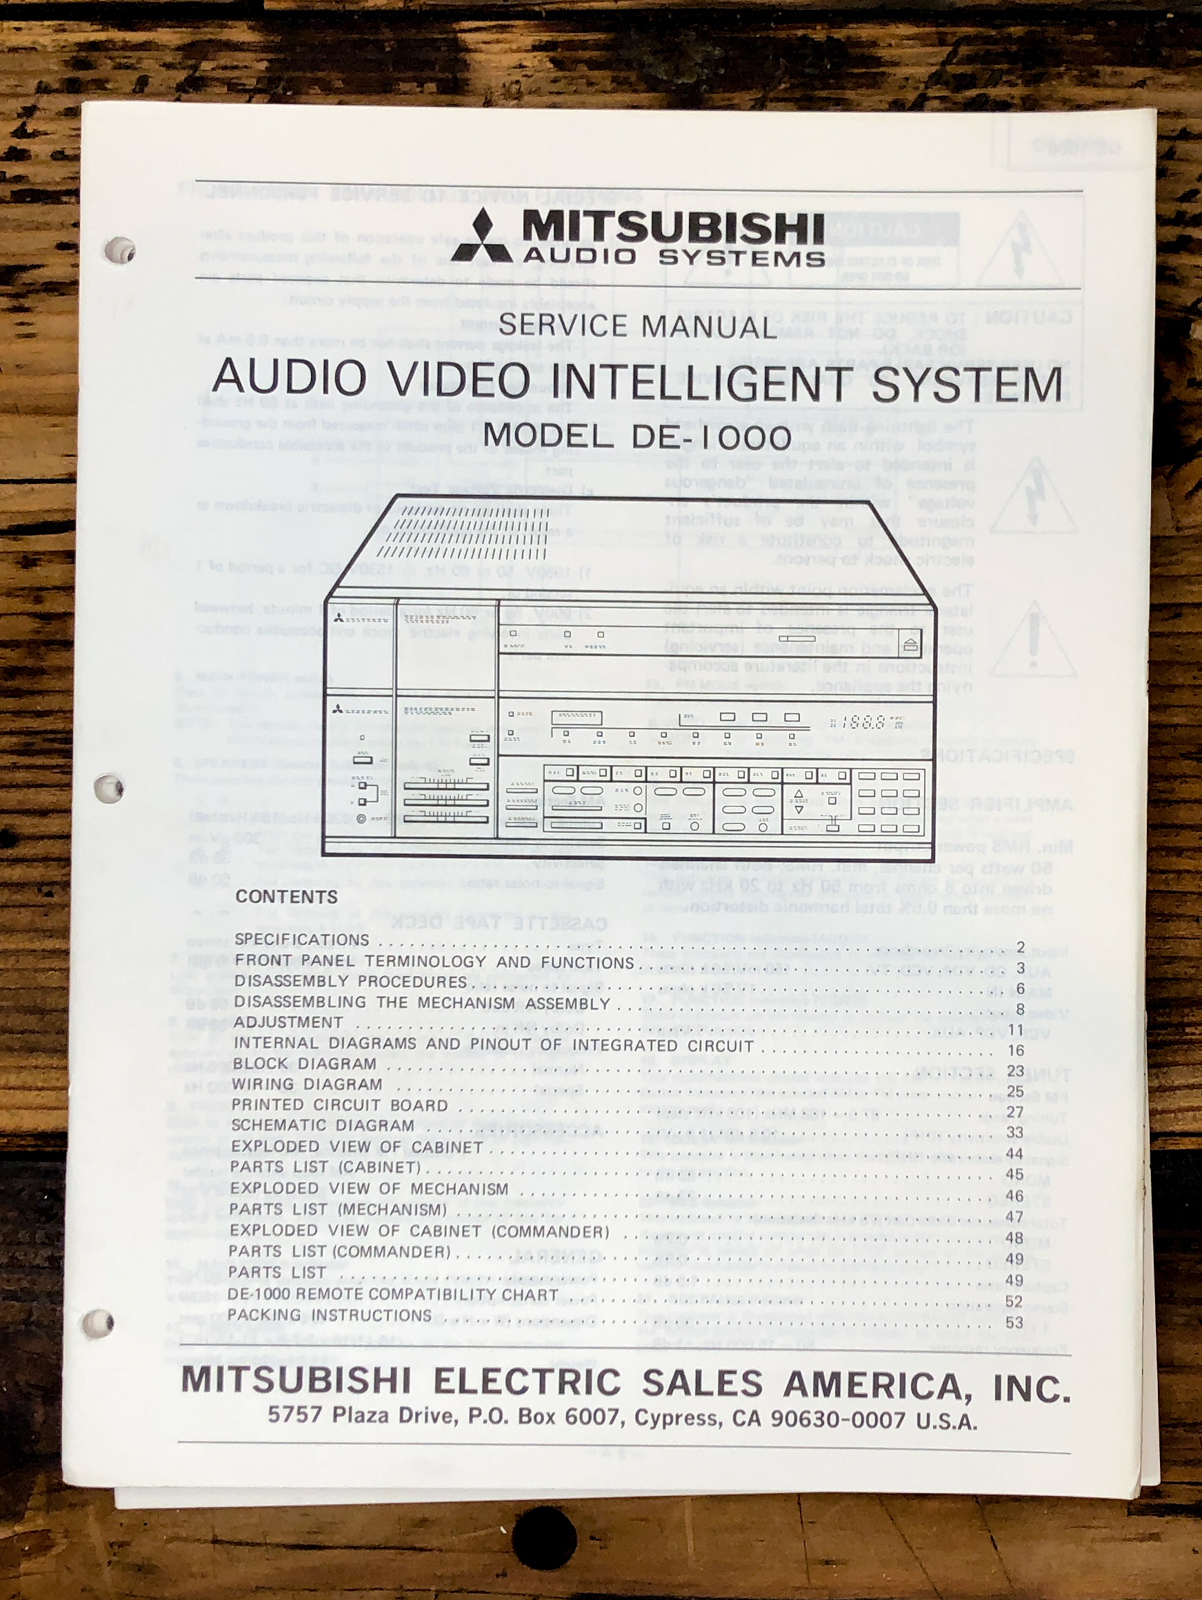 MITSUBISHI
AUDIO SYSTEMS
SERVICE MANUAL
AUDIO VIDEO INTELLIGENT SYSTEM
MODEL DE-1000
CONTENTS
SPECIFICATIONS . . . . . . . . . . 2
FRONT PANEL TERMINOLOGY AND FUNCTIONS . . . . . . . . . . 3
DISASSEMBLY PROCEDURES . . . . . . . . . . 6
DISASSEMBLING THE MECHANISM ASSEMBLY . . . . . . . . . . 8
ADJUSTMENT . . . . . . . . . . 11
INTERNAL DIAGRAMS AND PINOUT OF INTEGRATED CIRCUIT . . . . . . . . . . 16
BLOCK DIAGRAM . . . . . . . . . . 23
WIRING DIAGRAM . . . . . . . . . . 25
PRINTED CIRCUIT BOARD . . . . . . . . . . 27
SCHEMATIC DIAGRAM . . . . . . . . . . 33
EXPLODED VIEW OF CABINET . . . . . . . . . . 44
PARTS LIST (CABINET) . . . . . . . . . . 45
EXPLODED VIEW OF MECHANISM . . . . . . . . . . 46
PARTS LIST (MECHANISM) . . . . . . . . . . 47
EXPLODED VIEW OF CABINET (COMMANDER) . . . . . . . . . . 48
PARTS LIST (COMMANDER) . . . . . . . . . . 49
PARTS LIST . . . . . . . . . . 49
DE-1000 REMOTE COMPATIBILITY CHART . . . . . . . . . . 52
PACKING INSTRUCTIONS . . . . . . . . . . 53
MITSUBISHI ELECTRIC SALES AMERICA, INC.
5757 Plaza Drive, P.O. Box 6007, Cypress, CA 90630-0007 U.S.A.